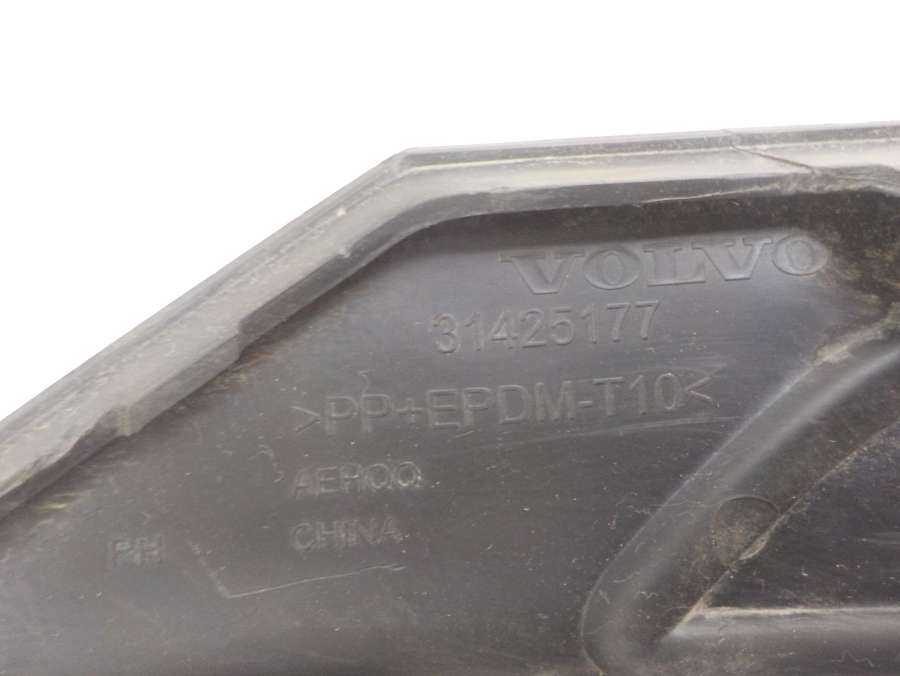 VOLVO
31425177
>PP+EPDM-T10<
AEROO
CHINA
RH